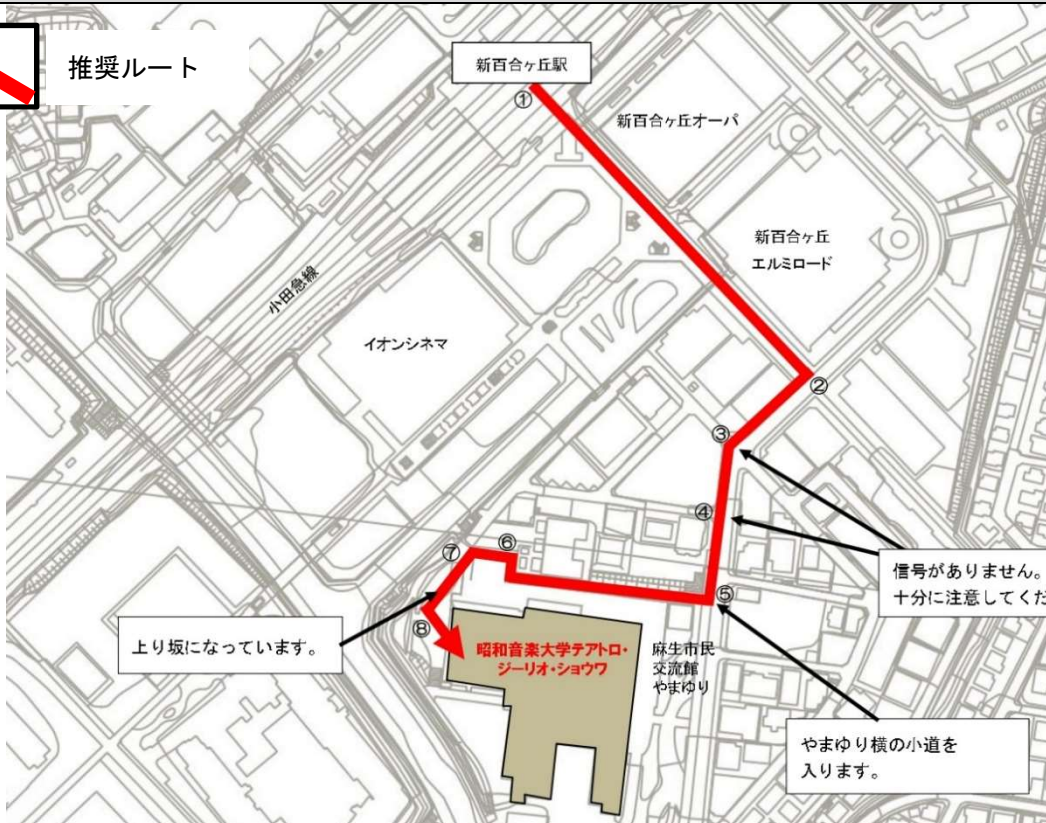 推奨ルート
新百合ヶ丘駅
①
新百合ヶ丘オーパ
新百合ヶ丘
エルミロード
小田急線
イオンシネマ
②
③
④
信号がありません。
十分に注意してくだ
⑤
⑥
⑦
⑧
上り坂になっています。
昭和音楽大学テアトロ・
ジーリオ・ショウワ
麻生市民
交流館
やまゆり
やまゆり横の小道を
入ります。